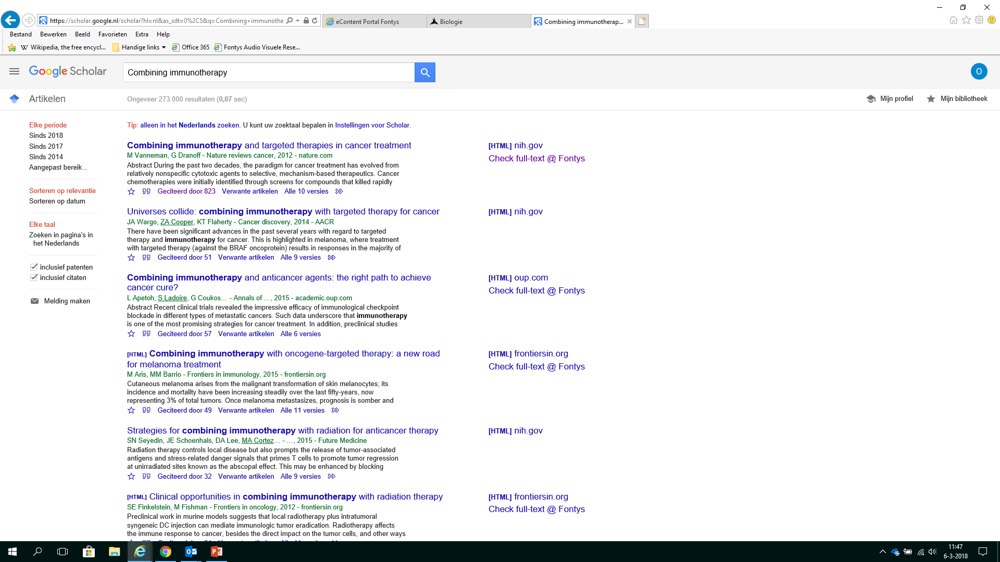 https://scholar.google.nl/scholar?hl=nl&as_sdt=0%2C5&q=Combining+immunothe
eContent Portal Fontys
Biologie
Combining immunotherap...
Bestand Bewerken Beeld Favorieten Extra Help
Wikipedia, the free encycl... Handige links Office 365 Fontys Audio Visuele Rese...
Google Scholar
Combining immunotherapy
O
Artikelen
Ongeveer 273.000 resultaten (0,07 sec)
Mijn profiel
Mijn bibliotheek
Elke periode
Sinds 2018
Sinds 2017
Sinds 2014
Aangepast bereik...
Sorteren op relevantie
Sorteren op datum
Elke taal
Zoeken in pagina's in
het Nederlands
inclusief patenten
inclusief citaten
Melding maken
Tip: alleen in het Nederlands zoeken. U kunt uw zoektaal bepalen in Instellingen voor Scholar.
Combining immunotherapy and targeted therapies in cancer treatment
M Vanneman, G Dranoff - Nature reviews cancer, 2012 - nature.com
Abstract During the past two decades, the paradigm for cancer treatment has evolved from
relatively nonspecific cytotoxic agents to selective, mechanism-based therapeutics. Cancer
chemotherapies were initially identified through screens for compounds that killed rapidly
Geciteerd door 823 Verwante artikelen Alle 10 versies
[HTML] nih.gov
Check full-text @ Fontys
Universes collide: combining immunotherapy with targeted therapy for cancer
JA Wargo, ZA Cooper, KT Flaherty - Cancer discovery, 2014 - AACR
There have been significant advances in the past several years with regard to targeted
therapy and immunotherapy for cancer. This is highlighted in melanoma, where treatment
with targeted therapy (against the BRAF oncoprotein) results in responses in the majority of
Geciteerd door 51 Verwante artikelen Alle 9 versies
[HTML] nih.gov
Combining immunotherapy and anticancer agents: the right path to achieve
cancer cure?
L Apetoh, S Ladoire, G Coukos... - Annals of ..., 2015 - academic.oup.com
Abstract Recent clinical trials revealed the impressive efficacy of immunological checkpoint
blockade in different types of metastatic cancers. Such data underscore that immunotherapy
is one of the most promising strategies for cancer treatment. In addition, preclinical studies
Geciteerd door 57 Verwante artikelen Alle 6 versies
[HTML] oup.com
Check full-text @ Fontys
[HTML] Combining immunotherapy with oncogene-targeted therapy: a new road
for melanoma treatment
M Aris, MM Barrio - Frontiers in immunology, 2015 - frontiersin.org
Cutaneous melanoma arises from the malignant transformation of skin melanocytes; its
incidence and mortality have been increasing steadily over the last fifty-years, now
representing 3% of total tumors. Once melanoma metastasizes, prognosis is somber and
Geciteerd door 49 Verwante artikelen Alle 11 versies
[HTML] frontiersin.org
Check full-text @ Fontys
Strategies for combining immunotherapy with radiation for anticancer therapy
SN Seyedin, JE Schoenhals, DA Lee, MA Cortez... - ..., 2015 - Future Medicine
Radiation therapy controls local disease but also prompts the release of tumor-associated
antigens and stress-related danger signals that primes T cells to promote tumor regression
at unirradiated sites known as the abscopal effect. This may be enhanced by blocking
Geciteerd door 32 Verwante artikelen Alle 9 versies
[HTML] nih.gov
[HTML] Clinical opportunities in combining immunotherapy with radiation therapy
SE Finkelstein, M Fishman - Frontiers in oncology, 2012 - frontiersin.org
Preclinical work in murine models suggests that local radiotherapy plus intratumoral
syngeneic DC injection can mediate immunologic tumor eradication. Radiotherapy affects
the immune response to cancer, besides the direct impact on the tumor cells, and other ways
[HTML] frontiersin.org
Check full-text @ Fontys
11:47
6-3-2018